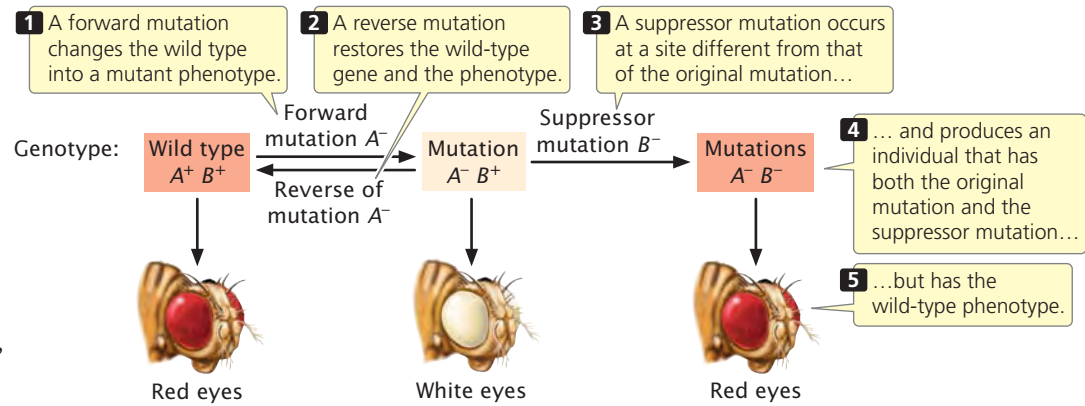 1 A forward mutation
changes the wild type
into a mutant phenotype.
2 A reverse mutation
restores the wild-type
gene and the phenotype.
3 A suppressor mutation occurs
at a site different from that
of the original mutation…
Genotype:
Wild type
A⁺ B⁺
Forward
mutation A⁻
Reverse of
mutation A⁻
Mutation
A⁻ B⁺
Suppressor
mutation B⁻
Mutations
A⁻ B⁻
4 … and produces an
individual that has
both the original
mutation and the
suppressor mutation…
5 …but has the
wild-type phenotype.
,
Red eyes
White eyes
Red eyes